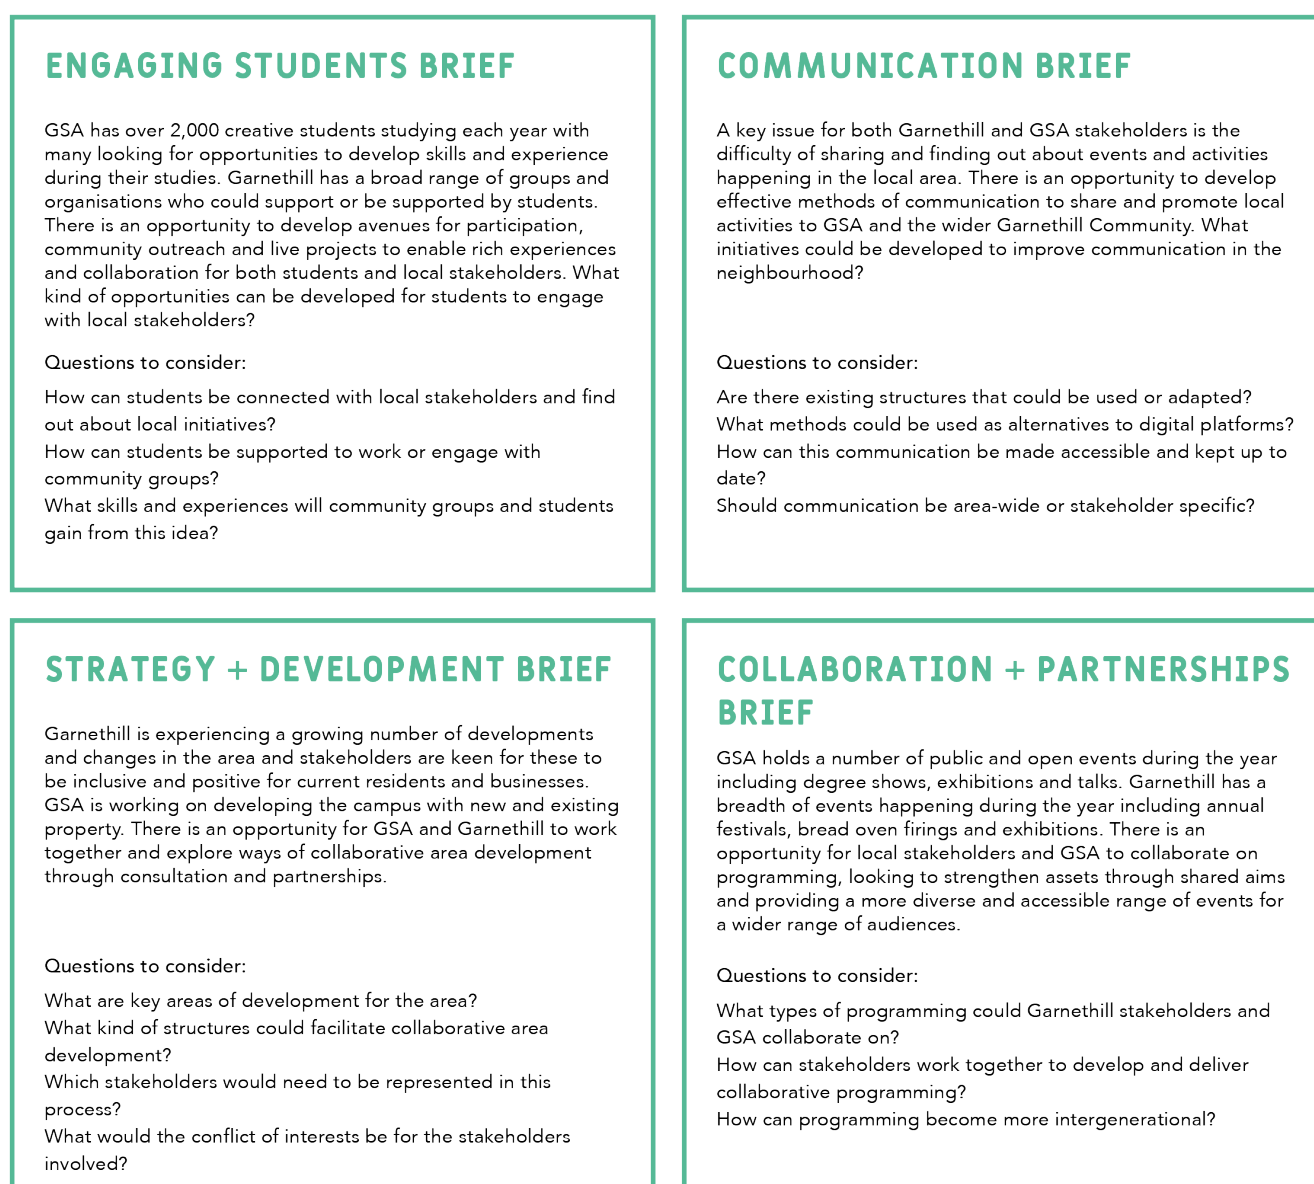 ENGAGING STUDENTS BRIEF
GSA has over 2,000 creative students studying each year with
many looking for opportunities to develop skills and experience
during their studies. Garnethill has a broad range of groups and
organisations who could support or be supported by students.
There is an opportunity to develop avenues for participation,
community outreach and live projects to enable rich experiences
and collaboration for both students and local stakeholders. What
kind of opportunities can be developed for students to engage
with local stakeholders?
Questions to consider:
How can students be connected with local stakeholders and find
out about local initiatives?
How can students be supported to work or engage with
community groups?
What skills and experiences will community groups and students
gain from this idea?
COMMUNICATION BRIEF
A key issue for both Garnethill and GSA stakeholders is the
difficulty of sharing and finding out about events and activities
happening in the local area. There is an opportunity to develop
effective methods of communication to share and promote local
activities to GSA and the wider Garnethill Community. What
initiatives could be developed to improve communication in the
neighbourhood?
Questions to consider:
Are there existing structures that could be used or adapted?
What methods could be used as alternatives to digital platforms?
How can this communication be made accessible and kept up to
date?
Should communication be area-wide or stakeholder specific?
STRATEGY + DEVELOPMENT BRIEF
Garnethill is experiencing a growing number of developments
and changes in the area and stakeholders are keen for these to
be inclusive and positive for current residents and businesses.
GSA is working on developing the campus with new and existing
property. There is an opportunity for GSA and Garnethill to work
together and explore ways of collaborative area development
through consultation and partnerships.
Questions to consider:
What are key areas of development for the area?
What kind of structures could facilitate collaborative area
development?
Which stakeholders would need to be represented in this
process?
What would the conflict of interests be for the stakeholders
involved?
COLLABORATION + PARTNERSHIPS
BRIEF
GSA holds a number of public and open events during the year
including degree shows, exhibitions and talks. Garnethill has a
breadth of events happening during the year including annual
festivals, bread oven firings and exhibitions. There is an
opportunity for local stakeholders and GSA to collaborate on
programming, looking to strengthen assets through shared aims
and providing a more diverse and accessible range of events for
a wider range of audiences.
Questions to consider:
What types of programming could Garnethill stakeholders and
GSA collaborate on?
How can stakeholders work together to develop and deliver
collaborative programming?
How can programming become more intergenerational?